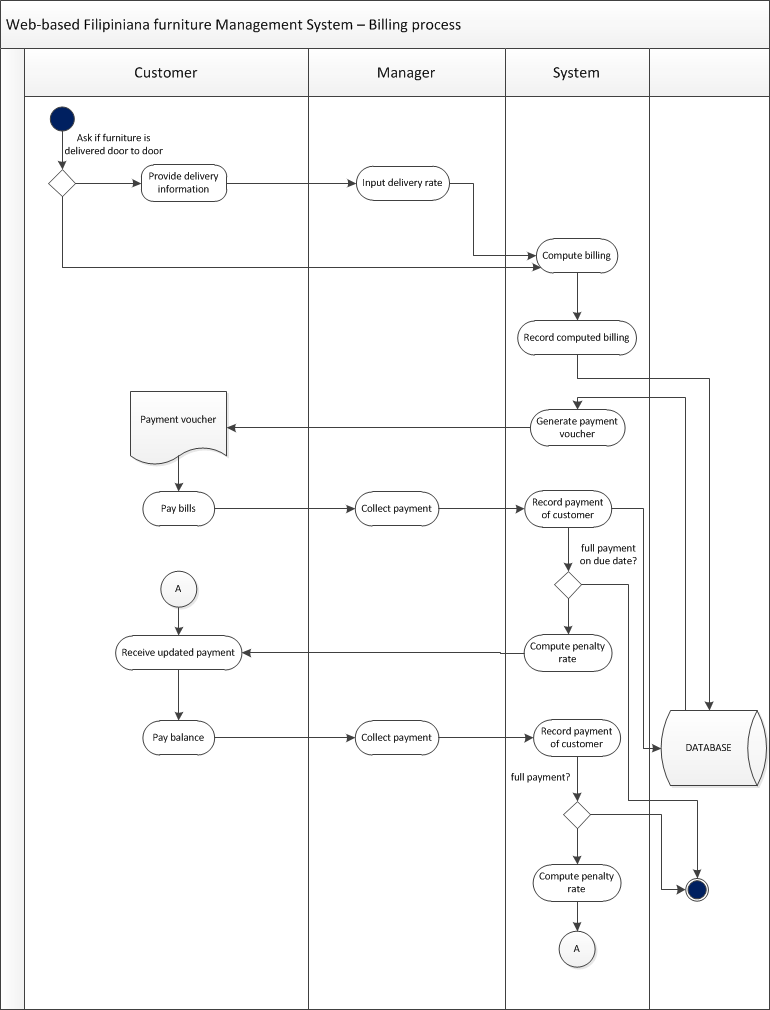 Web-based Filipiniana furniture Management System – Billing process
Customer
Manager
System
Ask if furniture is
delivered door to door
Provide delivery
information
Input delivery rate
Compute billing
Record computed billing
Payment voucher
Generate payment
voucher
Pay bills
Collect payment
Record payment
of customer
full payment
on due date?
A
Receive updated payment
Compute penalty
rate
Pay balance
Collect payment
Record payment
of customer
DATABASE
full payment?
Compute penalty
rate
A